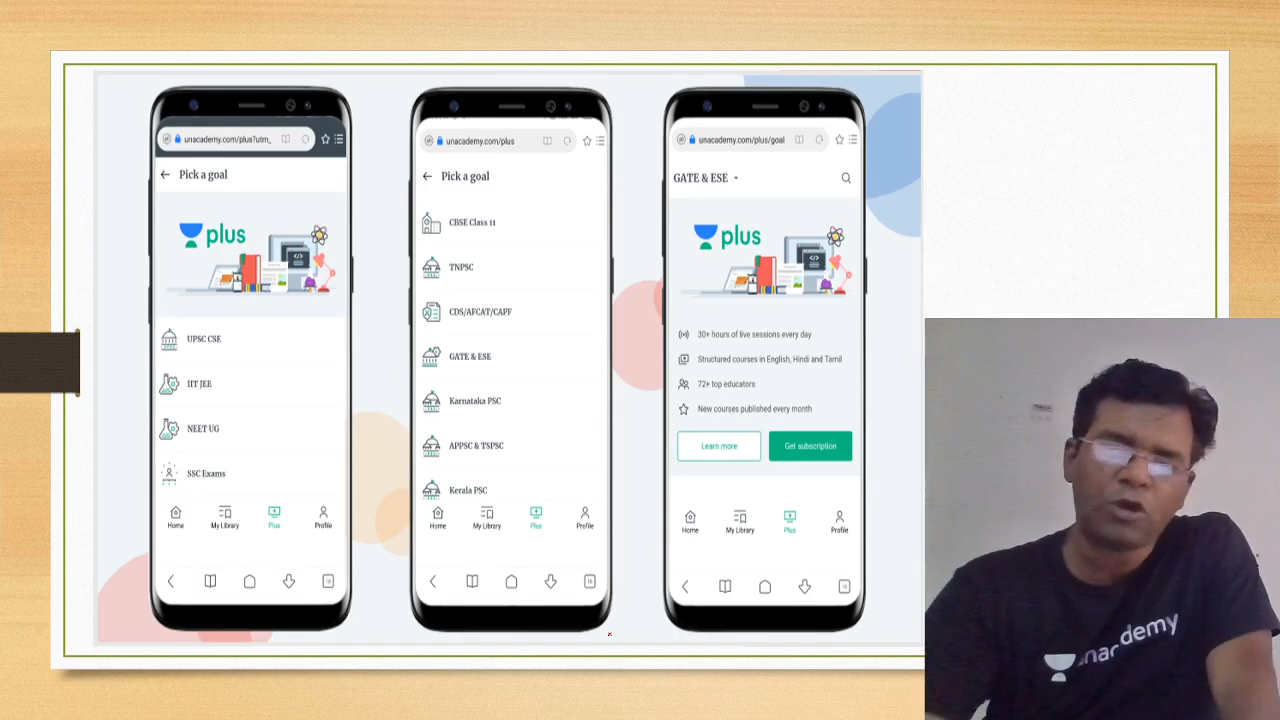 unacademy.com/plus?utm_
Pick a goal
plus
UPSC CSE
IIT JEE
NEET UG
SSC Exams
Home My Library Plus Profile
unacademy.com/plus
Pick a goal
CBSE Class 11
TNPSC
CDS/AFCAT/CAPF
GATE & ESE
Karnataka PSC
APPSC & TSPSC
Kerala PSC
Home My Library Plus Profile
unacademy.com/plus/goal
GATE & ESE
plus
30+ hours of live sessions every day
Structured courses in English, Hindi and Tamil
72+ top educators
New courses published every month
Learn more Get subscription
Home My Library Plus Profile
unacademy